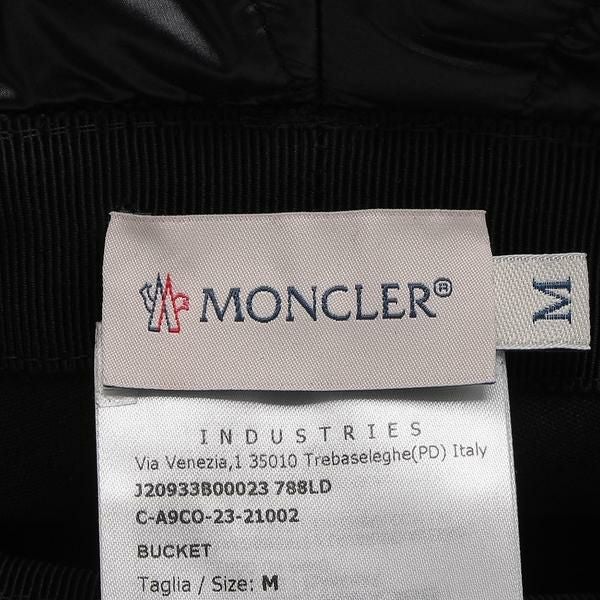 MONCLER®
M
INDUSTRIES
Via Venezia,1 35010 Trebaseleghe(PD) Italy
J20933B00023 788LD
C-A9CO-23-21002
BUCKET
Taglia / Size: M